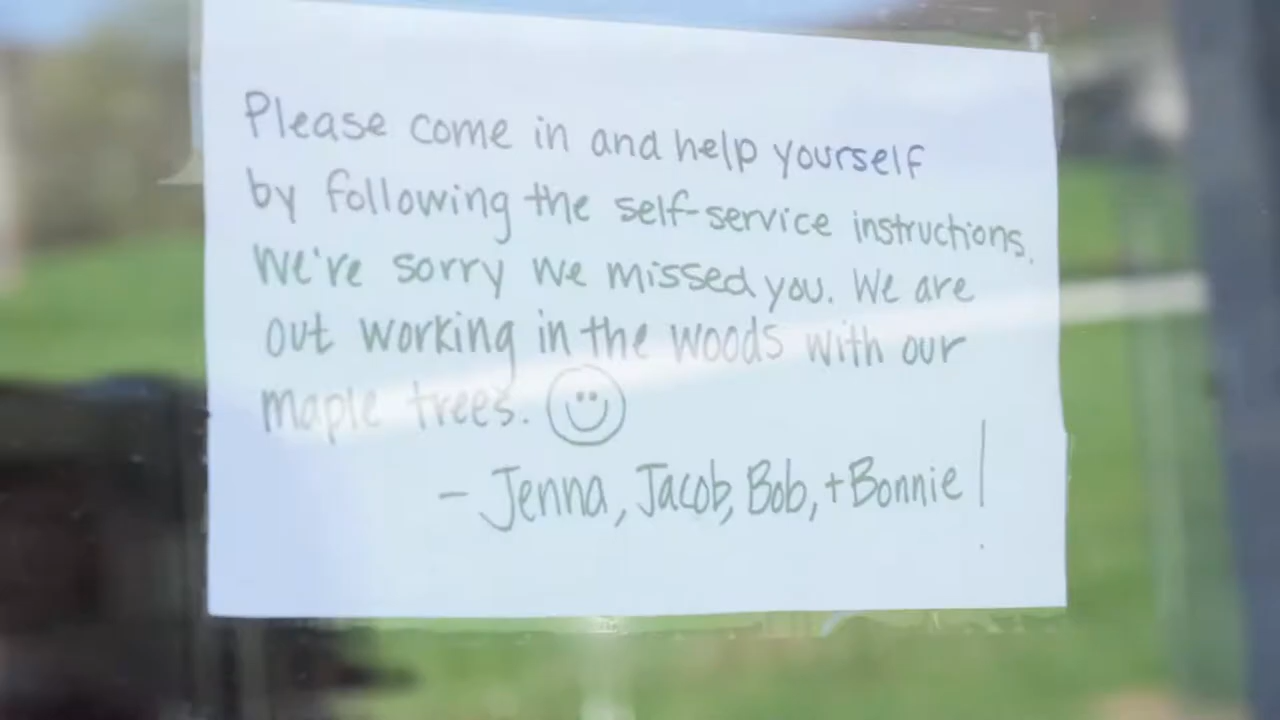 Please come in and help yourself
by following the self-service instructions.
We're sorry we missed you. We are
out working in the woods with our
maple trees.
- Jenna, Jacob, Bob, + Bonnie!